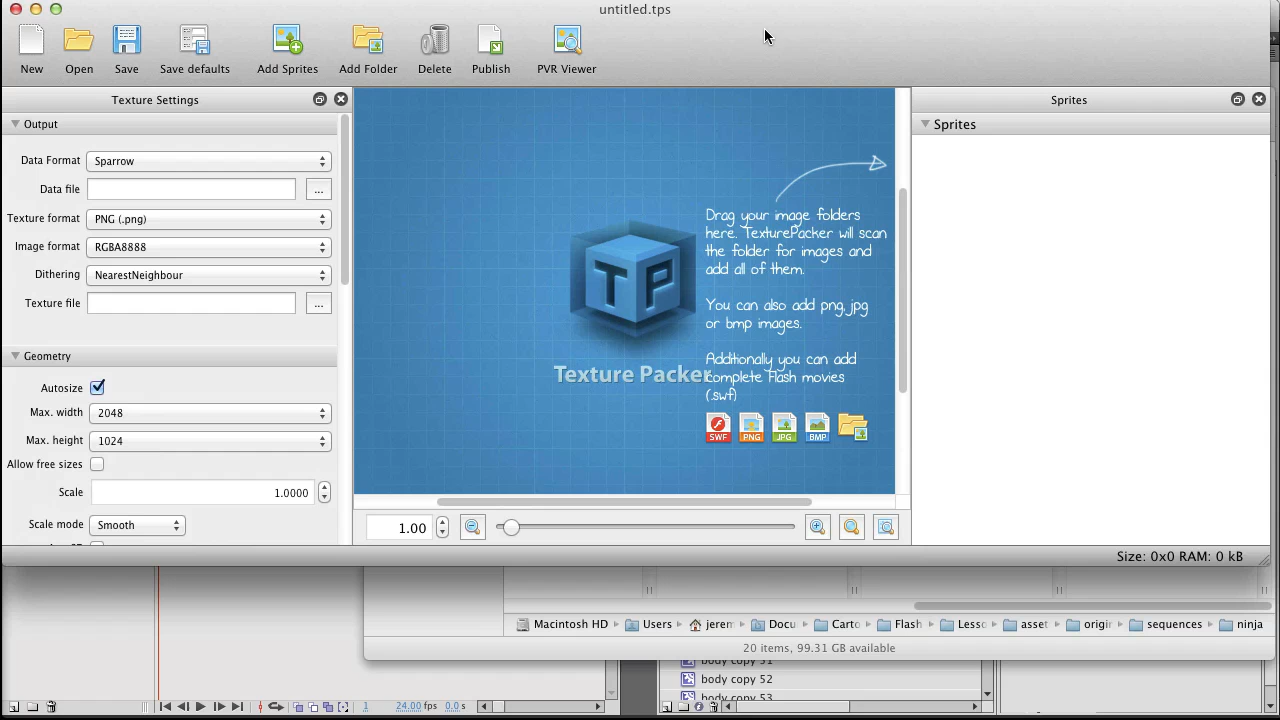 untitled.tps
New
Open
Save
Save defaults
Add Sprites
Add Folder
Delete
Publish
PVR Viewer
Texture Settings
Output
Data Format
Sparrow
Data file
...
Texture format
PNG (.png)
Image format
RGBA8888
Dithering
NearestNeighbour
Texture file
...
Geometry
Autosize
Max. width
2048
Max. height
1024
Allow free sizes
Scale
1.0000
Scale mode
Smooth
TP
Texture Packer
Drag your image folders
here. TexturePacker will scan
the folder for images and
add all of them.
You can also add png,jpg
or bmp images.
Additionally you can add
complete Flash movies
(.swf)
SWF
PNG
JPG
BMP
1.00
Sprites
Sprites
Size: 0x0 RAM: 0 kB
Macintosh HD
Users
jerem
Docu
Carto
Flash
Lesso
asset
origir
sequences
ninja
20 items, 99.31 GB available
body copy 51
body copy 52
body copy 53
1
24.00 fps
0.0 s